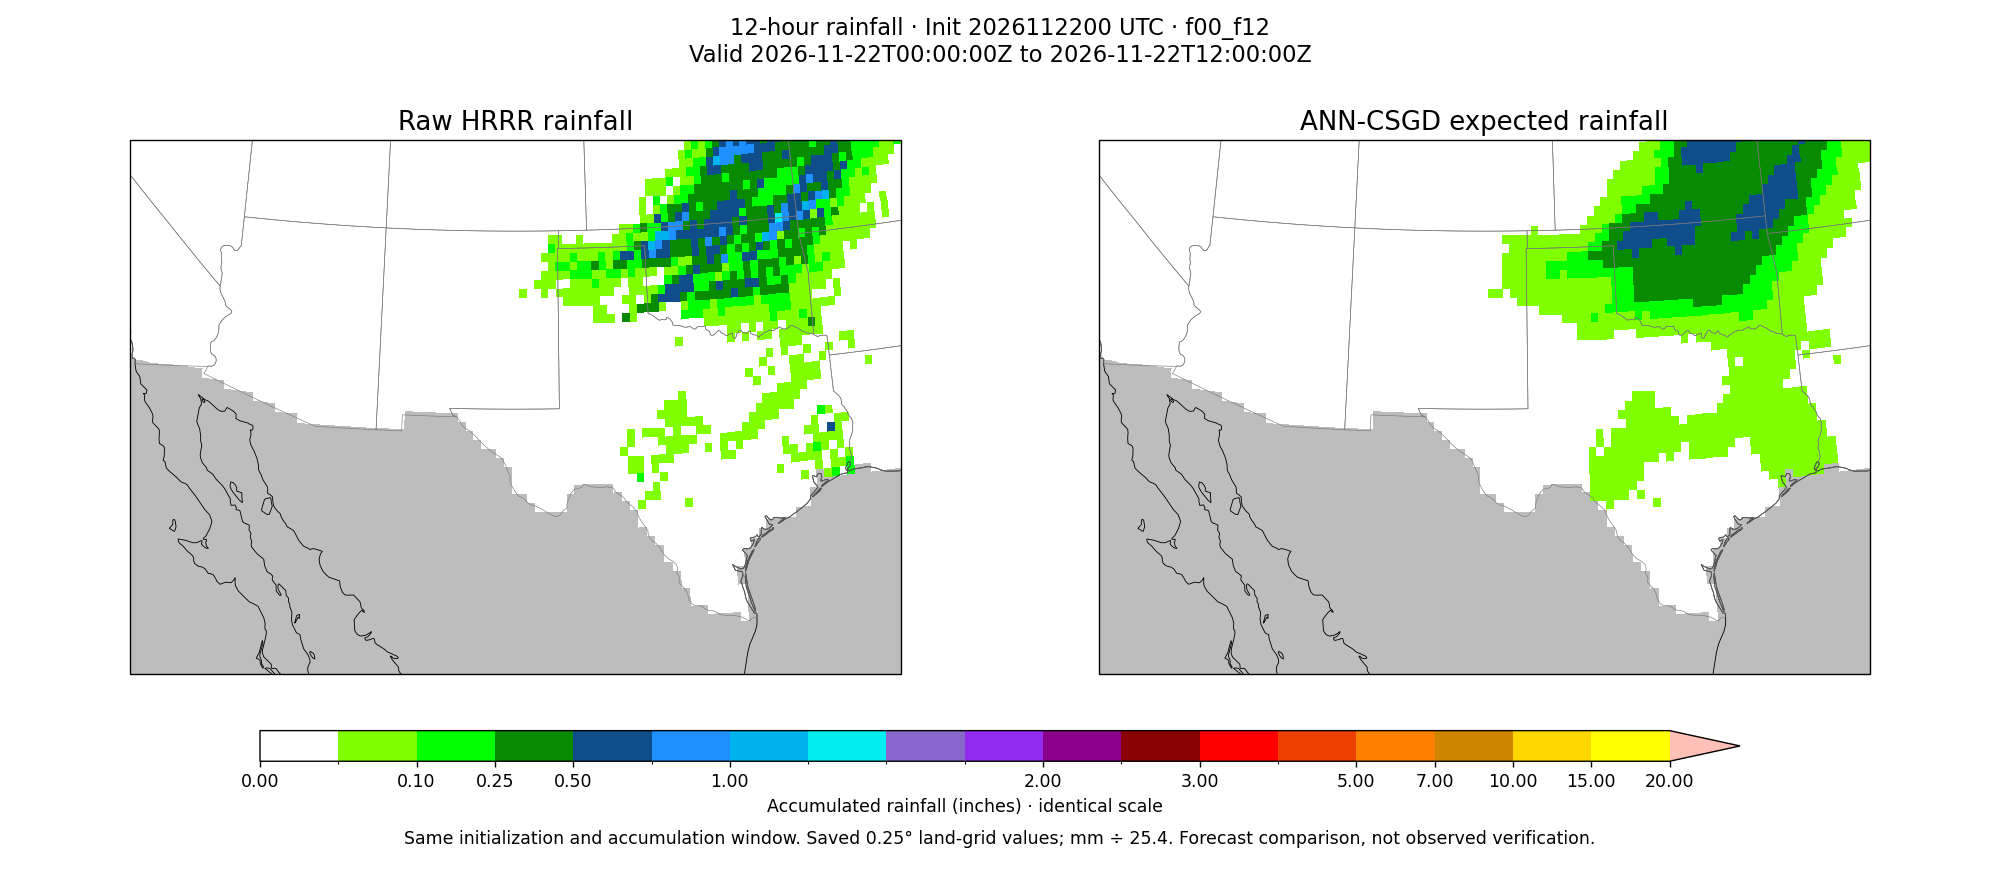 12-hour rainfall · Init 2026112200 UTC · f00_f12
Valid 2026-11-22T00:00:00Z to 2026-11-22T12:00:00Z
Raw HRRR rainfall
ANN-CSGD expected rainfall
0.00 0.10 0.25 0.50 1.00 2.00 3.00 5.00 7.00 10.00 15.00 20.00
Accumulated rainfall (inches) · identical scale
Same initialization and accumulation window. Saved 0.25° land-grid values; mm ÷ 25.4. Forecast comparison, not observed verification.